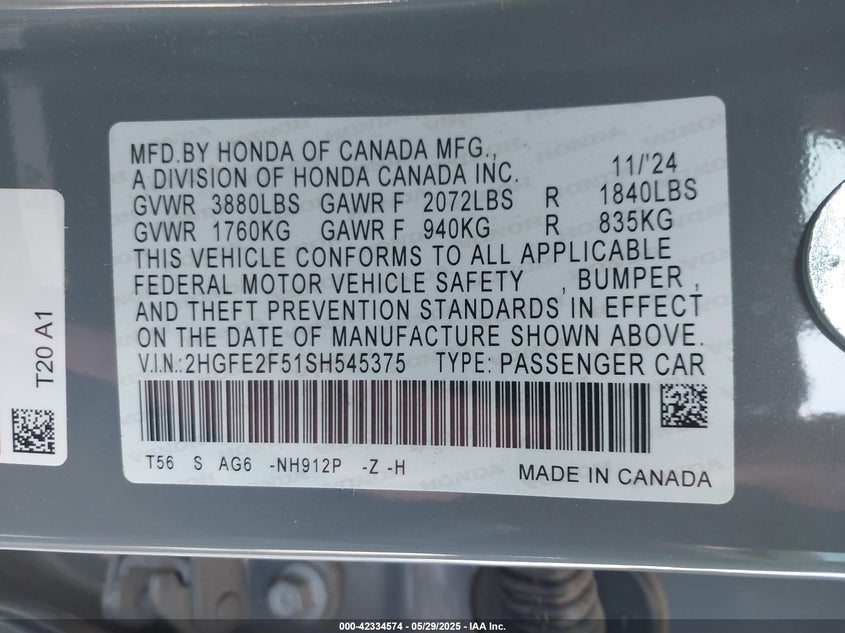 MFD.BY HONDA OF CANADA MFG.,
A DIVISION OF HONDA CANADA INC. 11/'24
GVWR 3880LBS GAWR F 2072LBS R 1840LBS
GVWR 1760KG GAWR F 940KG R 835KG
THIS VEHICLE CONFORMS TO ALL APPLICABLE
FEDERAL MOTOR VEHICLE SAFETY , BUMPER ,
AND THEFT PREVENTION STANDARDS IN EFFECT
ON THE DATE OF MANUFACTURE SHOWN ABOVE.
V.I.N.:2HGFE2F51SH545375 TYPE: PASSENGER CAR
T56 S AG6 -NH912P -Z -H
MADE IN CANADA
T20 A1
000-42334574 | 05/29/2025 - IAA Inc.